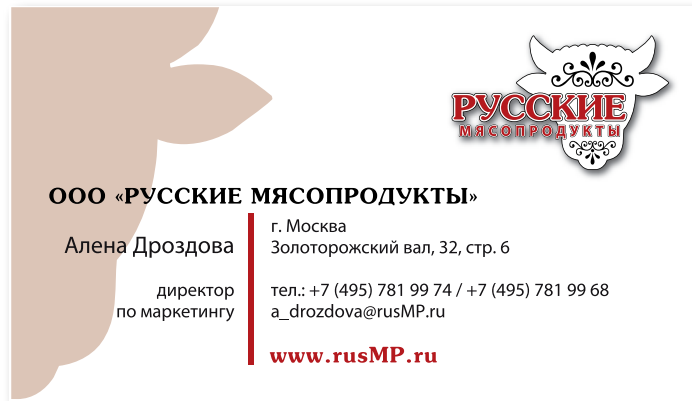 РУССКИЕ
МЯСОПРОДУКТЫ
ООО «РУССКИЕ МЯСОПРОДУКТЫ»
Алена Дроздова
директор
по маркетингу
г. Москва
Золоторожский вал, 32, стр. 6
тел.: +7 (495) 781 99 74 / +7 (495) 781 99 68
a_drozdova@rusMP.ru
www.rusMP.ru